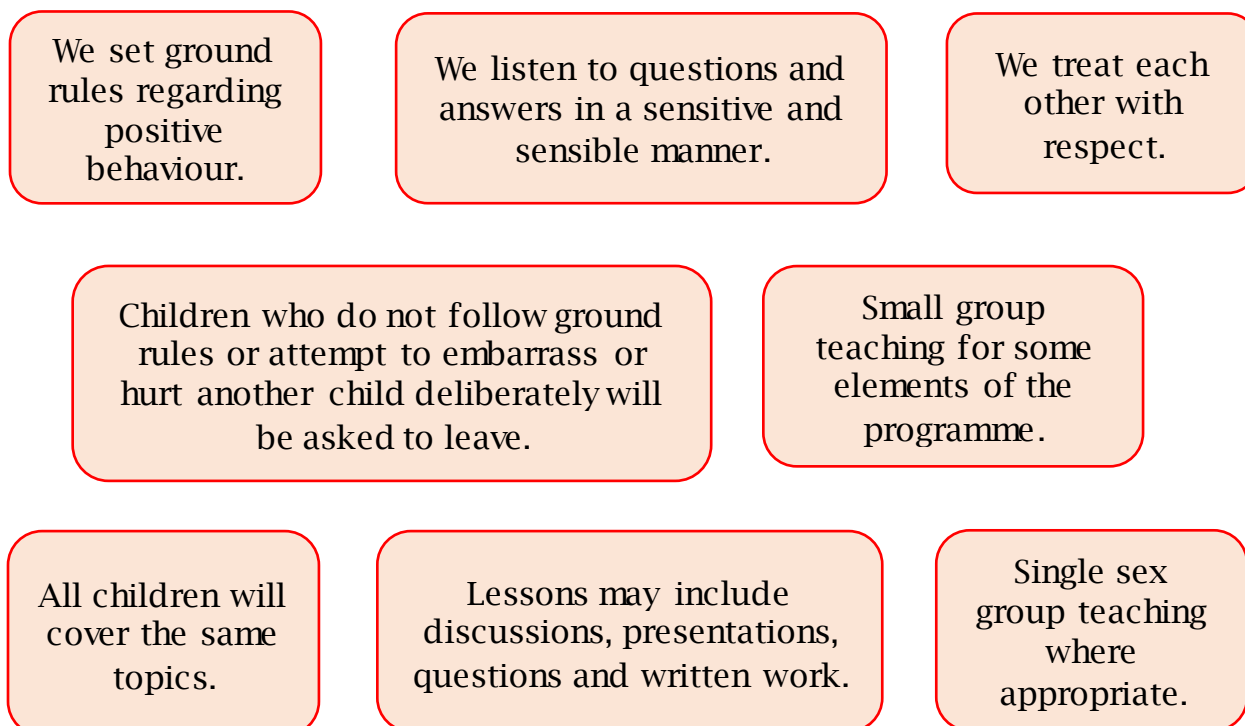 We set ground
rules regarding
positive
behaviour.
We listen to questions and
answers in a sensitive and
sensible manner.
We treat each
other with
respect.
Children who do not follow ground
rules or attempt to embarrass or
hurt another child deliberately will
be asked to leave.
Small group
teaching for some
elements of the
programme.
All children will
cover the same
topics.
Lessons may include
discussions, presentations,
questions and written work.
Single sex
group teaching
where
appropriate.